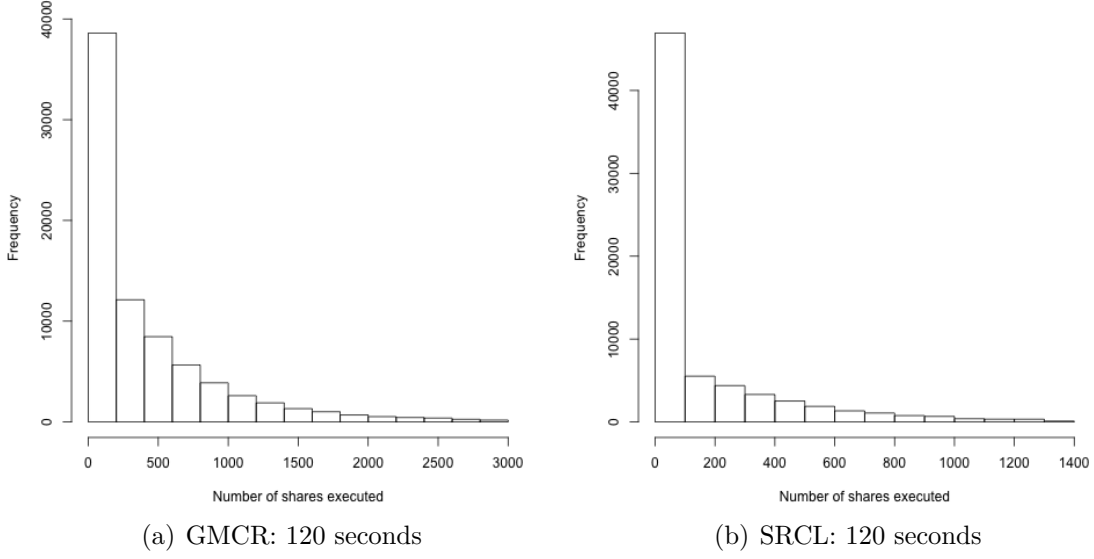 40000
30000
20000
10000
0
Frequency
0 500 1000 1500 2000 2500 3000
Number of shares executed
(a) GMCR: 120 seconds
40000
30000
20000
10000
0
Frequency
0 200 400 600 800 1000 1200 1400
Number of shares executed
(b) SRCL: 120 seconds